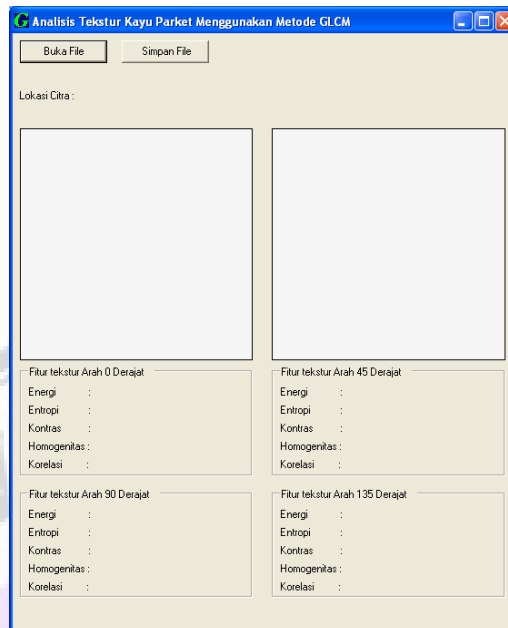 G Analisis Tekstur Kayu Parket Menggunakan Metode GLCM
Buka File
Simpan File
Lokasi Citra :
Fitur tekstur Arah 0 Derajat
Energi :
Entropi :
Kontras :
Homogenitas :
Korelasi :
Fitur tekstur Arah 45 Derajat
Energi :
Entropi :
Kontras :
Homogenitas :
Korelasi :
Fitur tekstur Arah 90 Derajat
Energi :
Entropi :
Kontras :
Homogenitas :
Korelasi :
Fitur tekstur Arah 135 Derajat
Energi :
Entropi :
Kontras :
Homogenitas :
Korelasi :